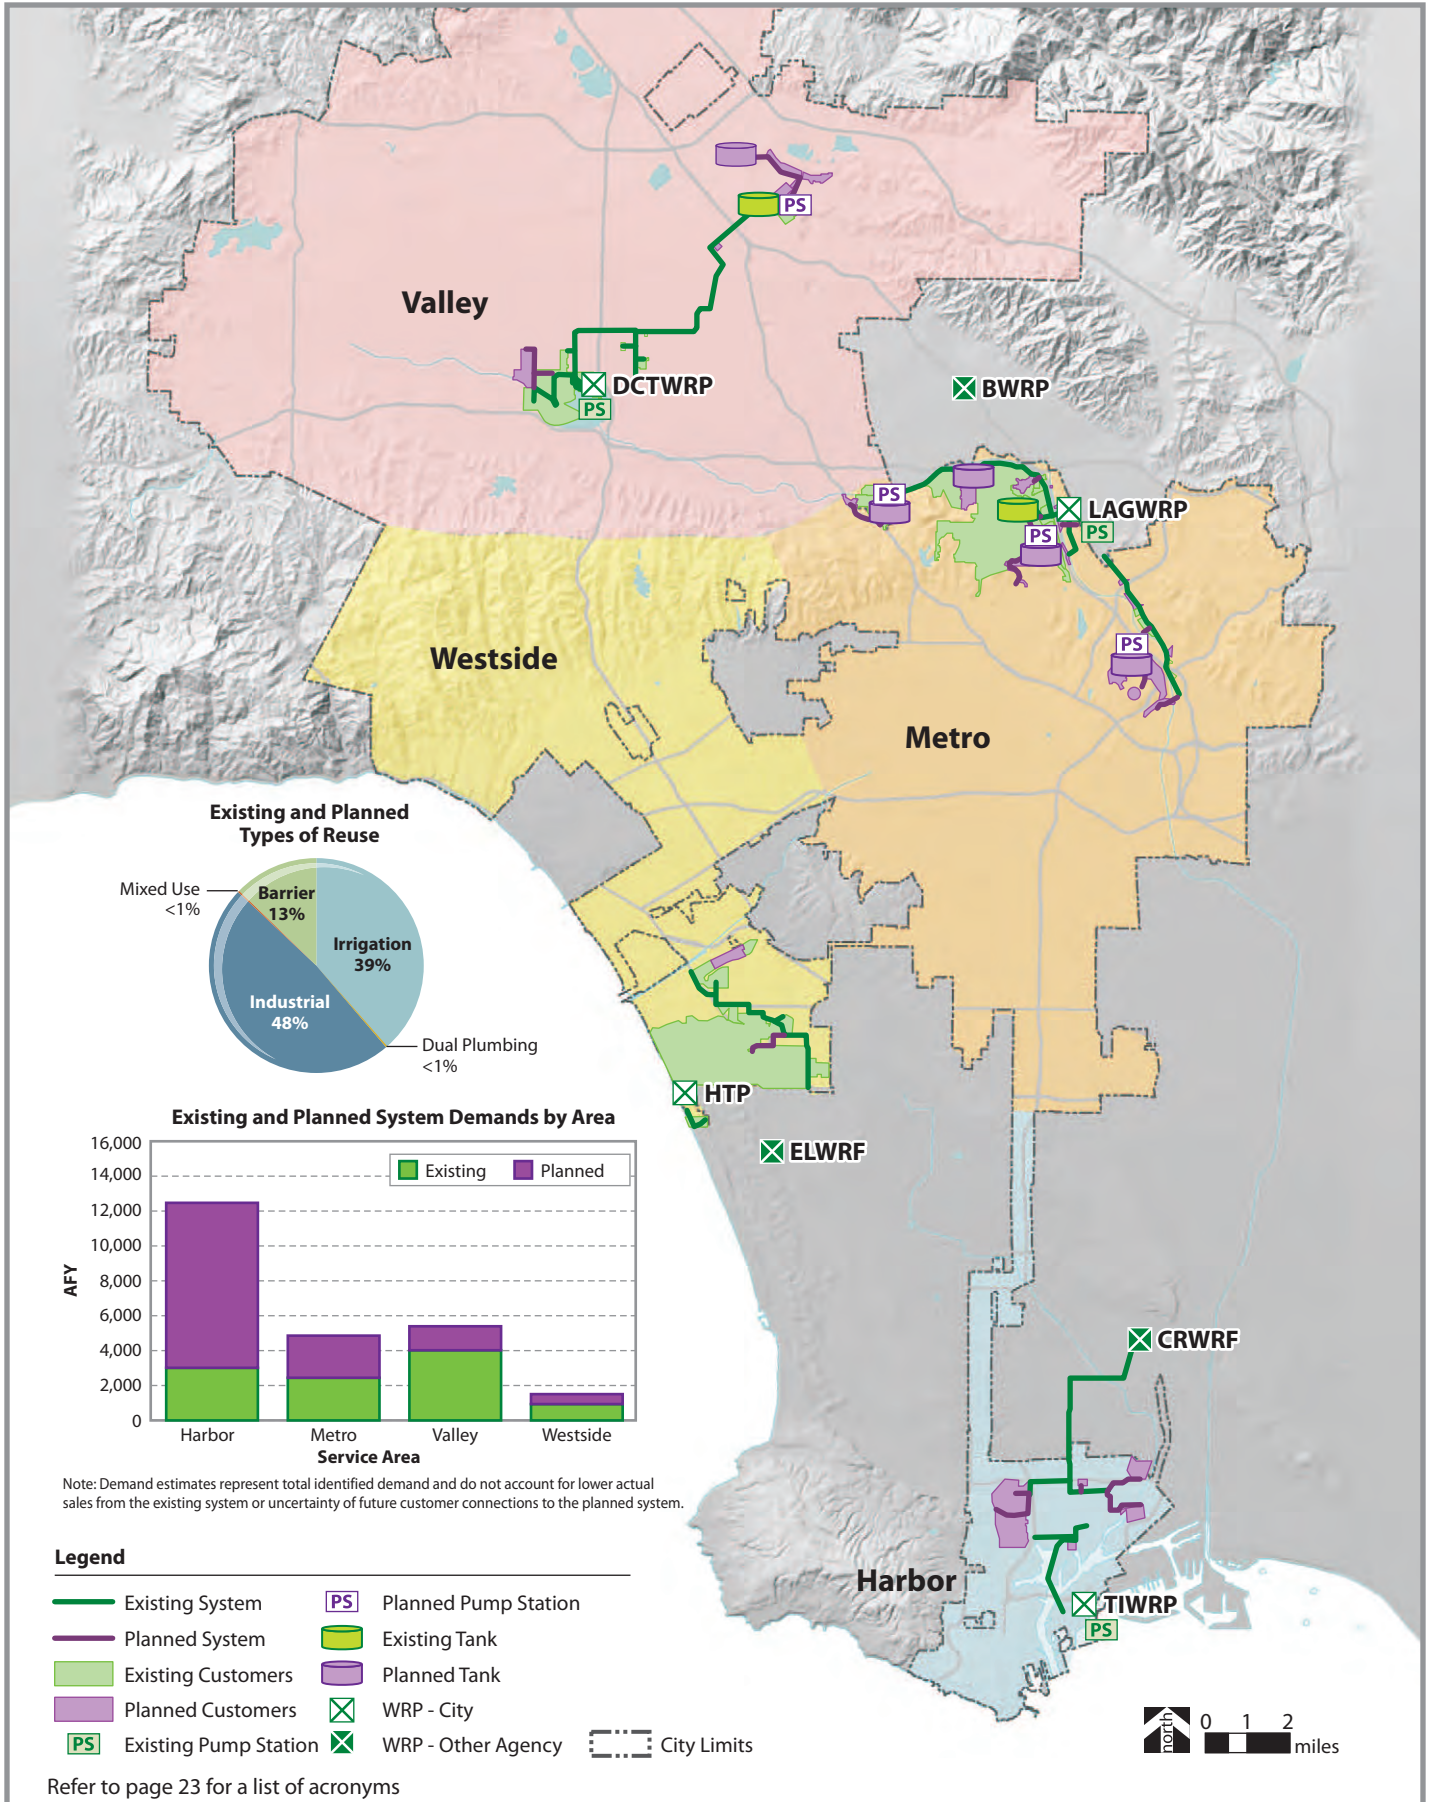 PS
Valley
DCTWRP
PS
BWRP
PS
LAGWRP
PS
PS
Westside
PS
Metro
Existing and Planned
Types of Reuse
Mixed Use
<1%
Barrier
13%
Irrigation
39%
Industrial
48%
Dual Plumbing
<1%
HTP
ELWRF
Existing and Planned System Demands by Area
16,000
14,000
12,000
10,000
8,000
6,000
4,000
2,000
0
AFY
Existing
Planned
Harbor
Metro
Valley
Westside
Service Area
Note: Demand estimates represent total identified demand and do not account for lower actual
sales from the existing system or uncertainty of future customer connections to the planned system.
CRWRF
Harbor
TIWRP
PS
Legend
Existing System
Planned System
Existing Customers
Planned Customers
PS Existing Pump Station
PS Planned Pump Station
Existing Tank
Planned Tank
WRP - City
WRP - Other Agency
City Limits
north
0 1 2
miles
Refer to page 23 for a list of acronyms